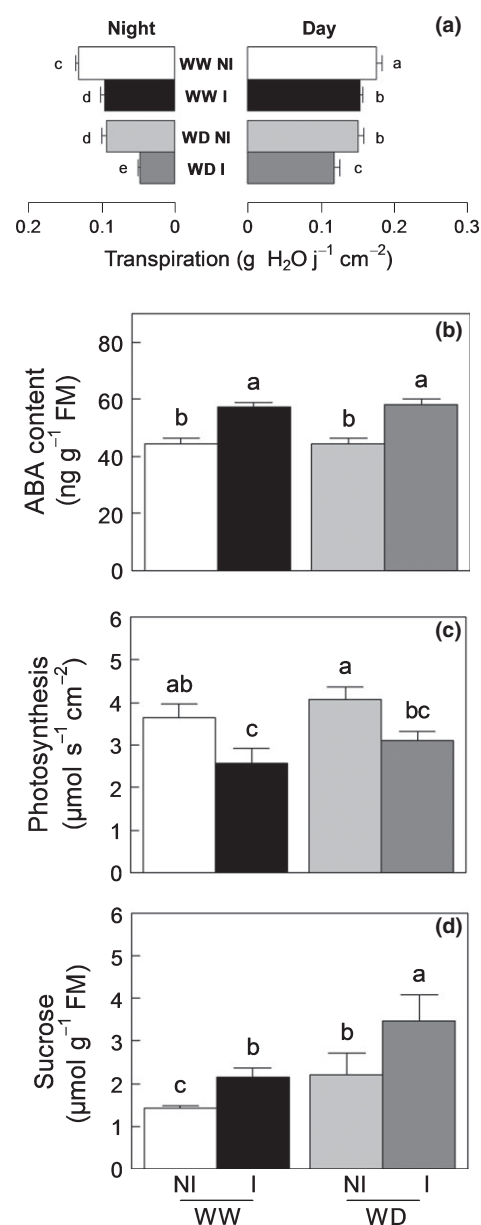 Night Day (a)
c WW NI a
d WW I b
d WD NI b
e WD I c
0.2 0.1 0 0 0.1 0.2 0.3
Transpiration (g H₂O j⁻¹ cm⁻²)
(b)
80
60
40
20
0
ABA content
(ng g⁻¹ FM)
b a b a
(c)
6
5
4
3
2
1
0
Photosynthesis
(µmol s⁻¹ cm⁻²)
ab c a bc
(d)
6
5
4
3
2
1
0
Sucrose
(µmol g⁻¹ FM)
c b b a
NI I NI I
WW WD